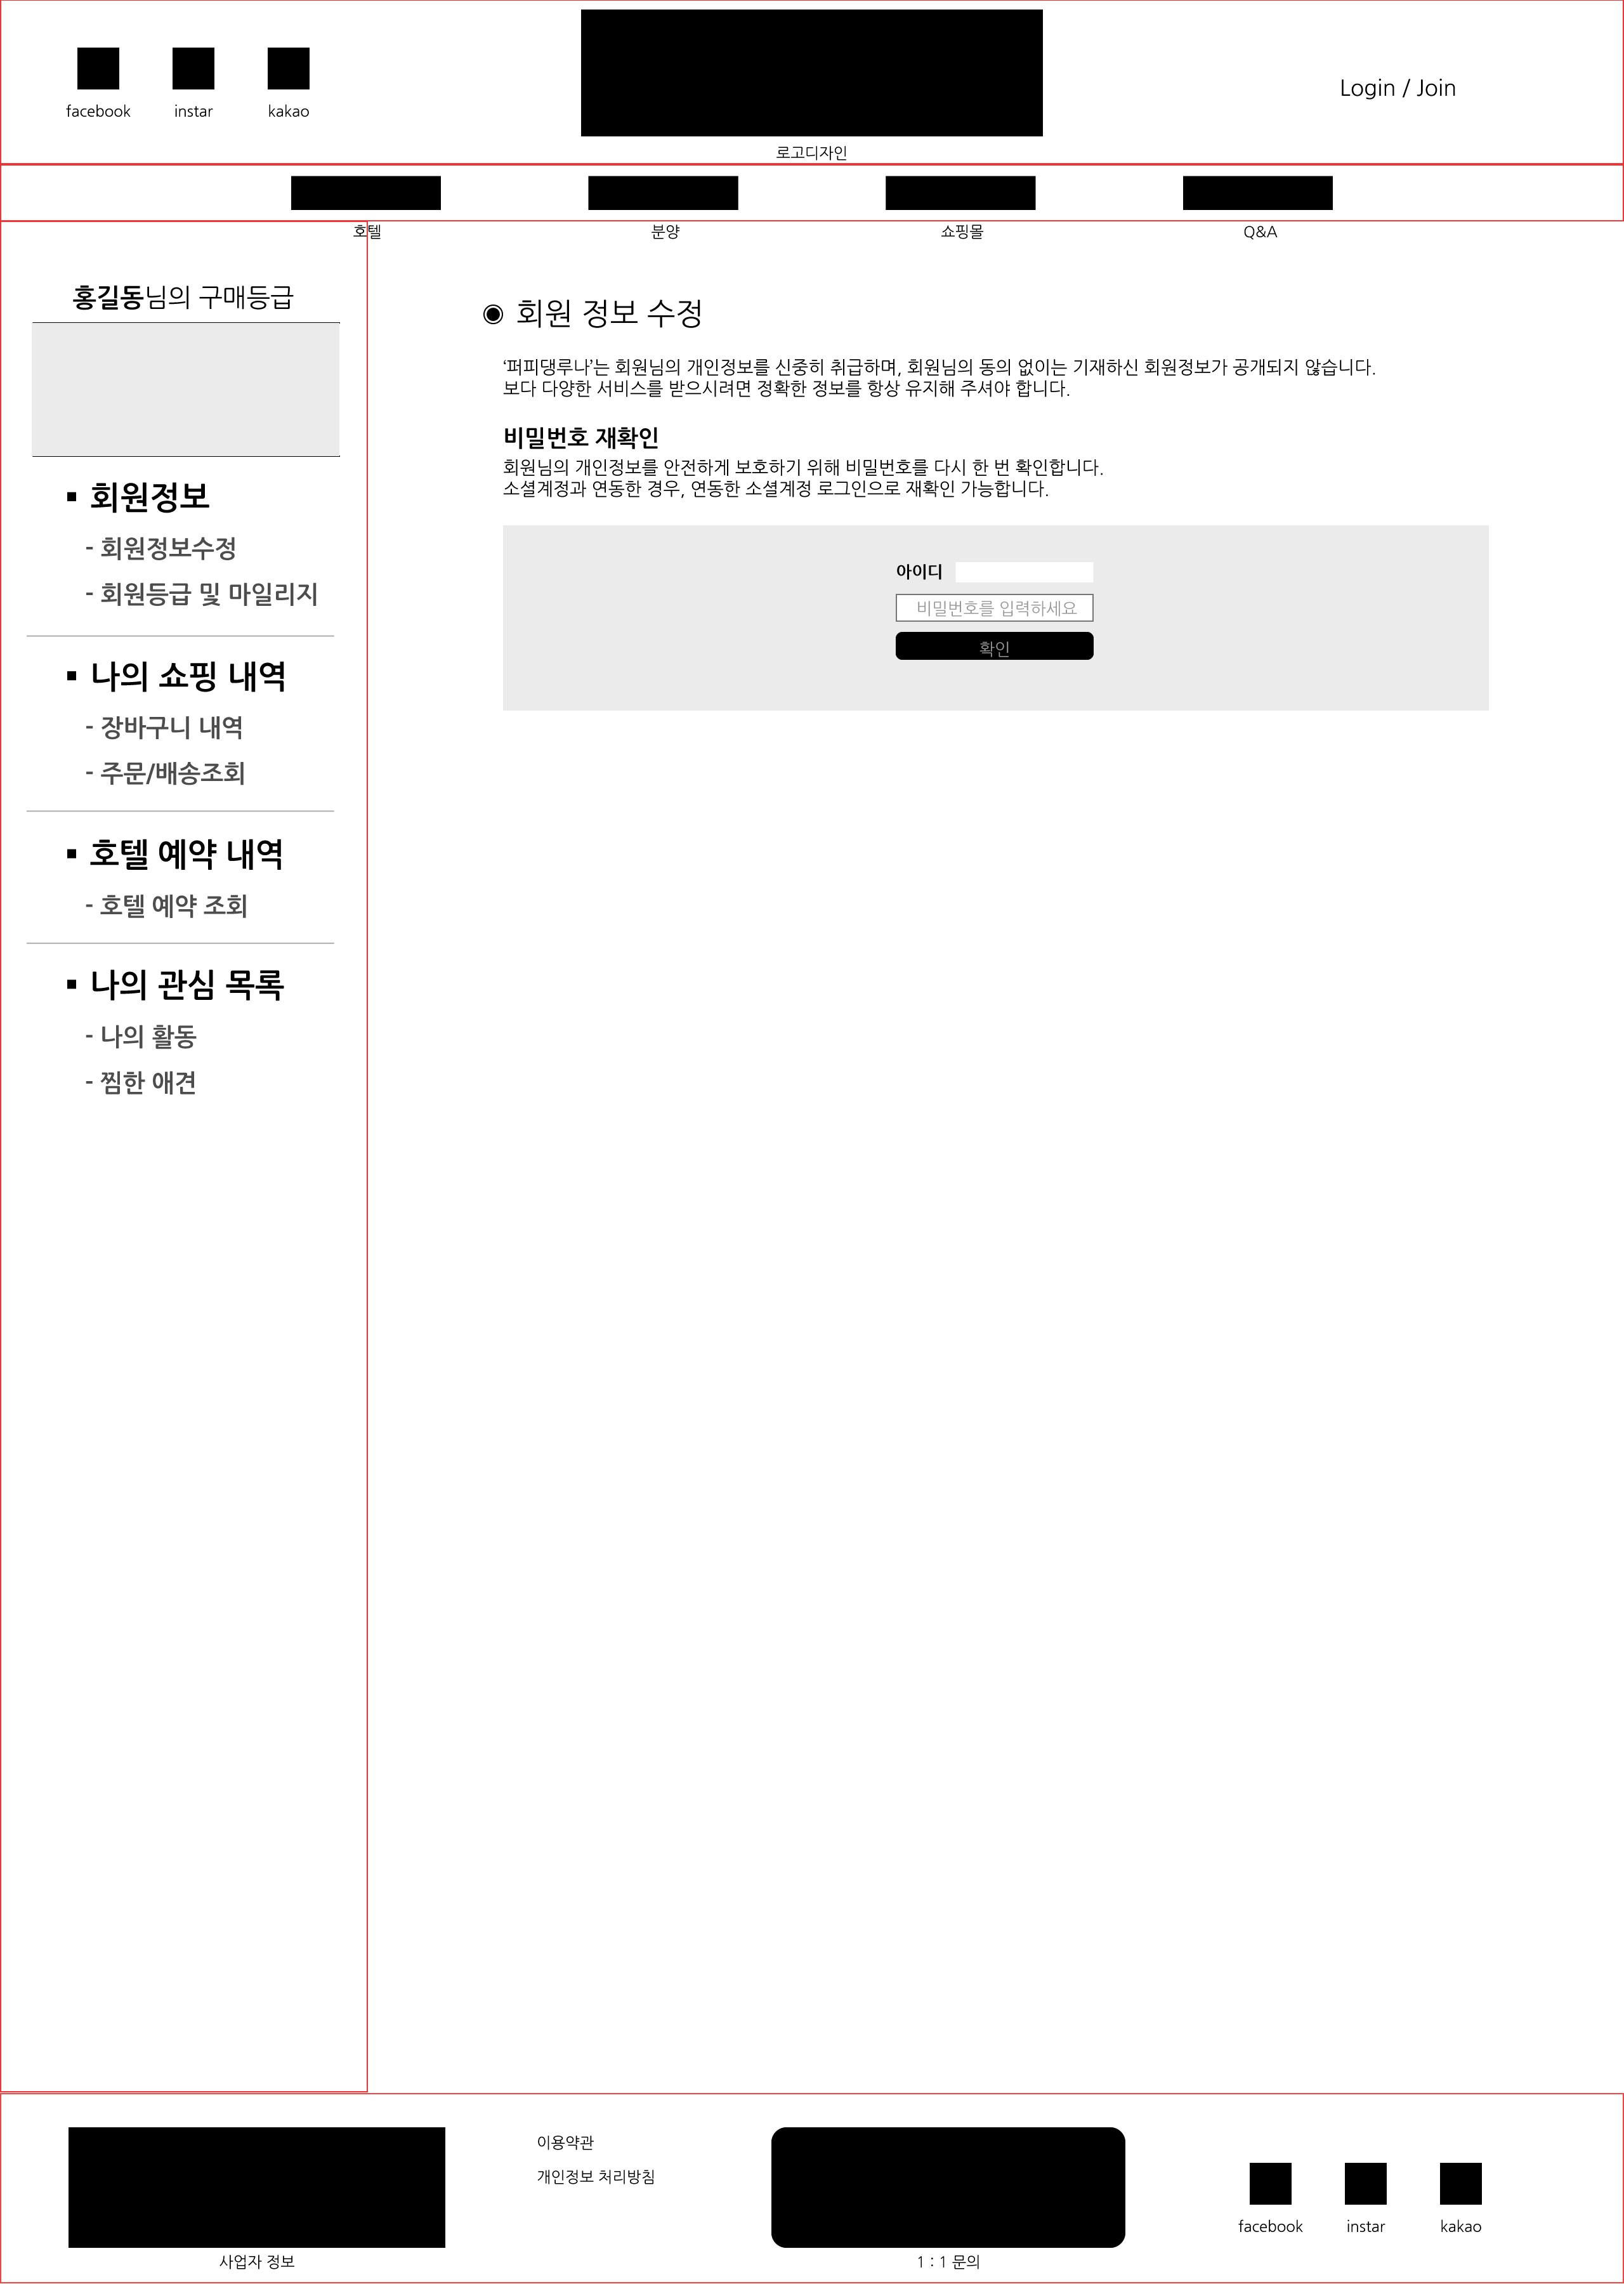 facebook
instar
kakao
로고디자인
Login / Join
호텔
분양
쇼핑몰
Q&A
홍길동님의 구매등급
▪ 회원정보
- 회원정보수정
- 회원등급 및 마일리지
▪ 나의 쇼핑 내역
- 장바구니 내역
- 주문/배송조회
▪ 호텔 예약 내역
- 호텔 예약 조회
▪ 나의 관심 목록
- 나의 활동
- 찜한 애견
◉ 회원 정보 수정
‘퍼피댕루나’는 회원님의 개인정보를 신중히 취급하며, 회원님의 동의 없이는 기재하신 회원정보가 공개되지 않습니다.
보다 다양한 서비스를 받으시려면 정확한 정보를 항상 유지해 주셔야 합니다.
비밀번호 재확인
회원님의 개인정보를 안전하게 보호하기 위해 비밀번호를 다시 한 번 확인합니다.
소셜계정과 연동한 경우, 연동한 소셜계정 로그인으로 재확인 가능합니다.
아이디
비밀번호를 입력하세요
확인
사업자 정보
이용약관
개인정보 처리방침
1 : 1 문의
facebook
instar
kakao